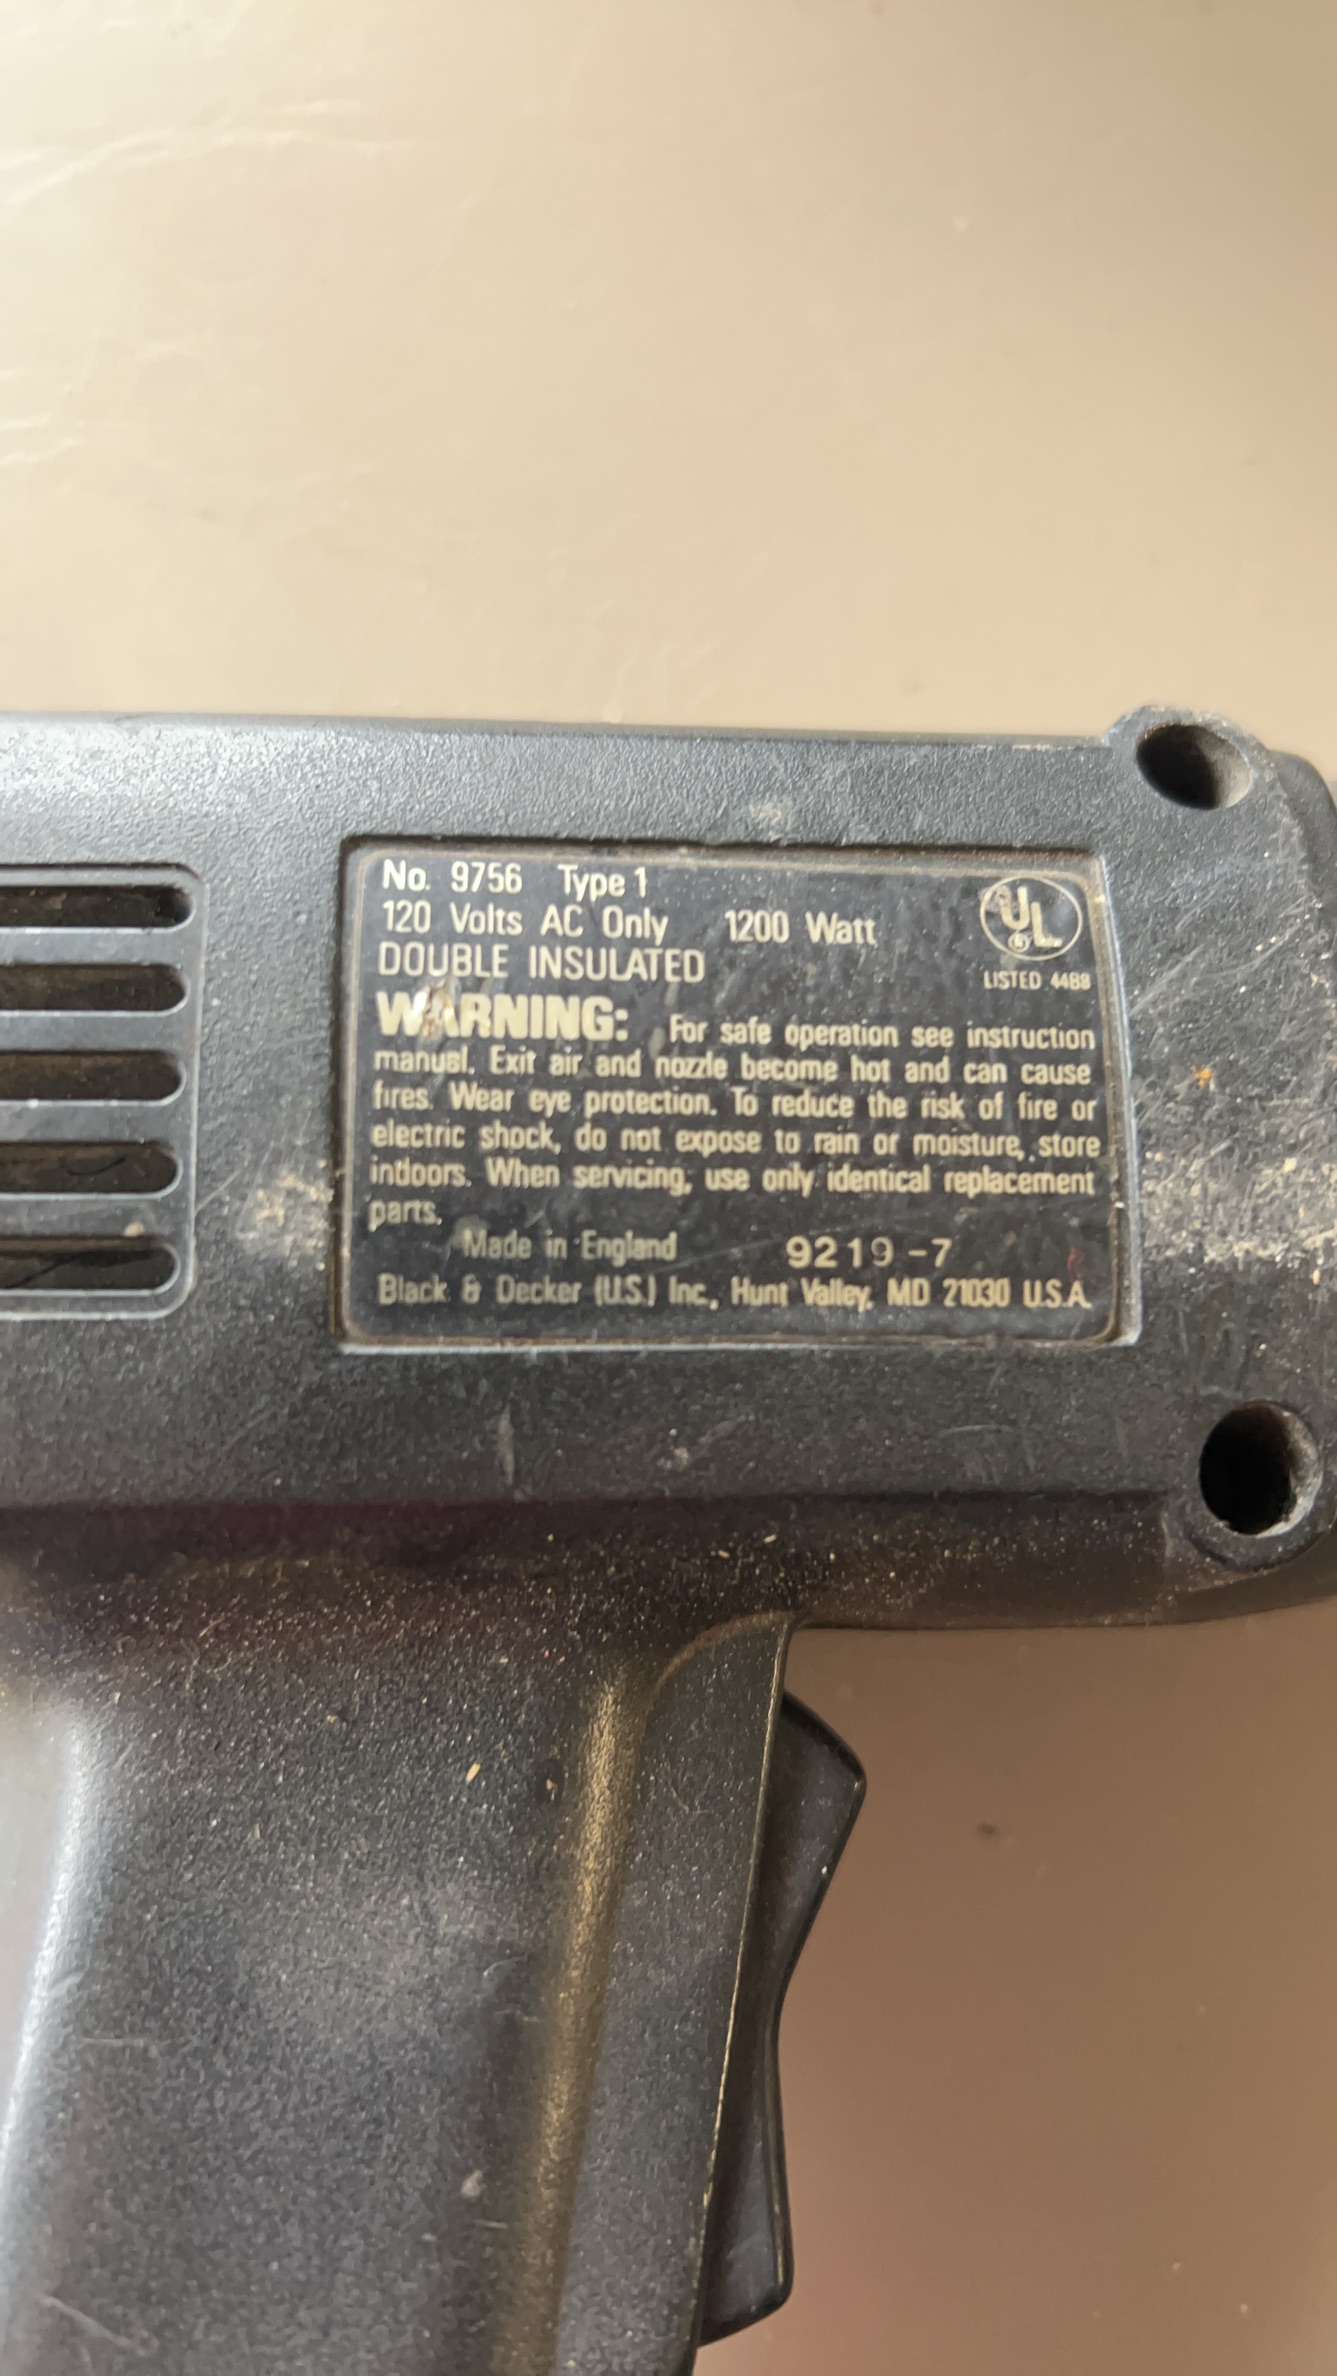 No. 9756 Type 1
120 Volts AC Only 1200 Watt
DOUBLE INSULATED
UL
LISTED 44B8
WARNING: For safe operation see instruction
manual. Exit air and nozzle become hot and can cause
fires. Wear eye protection. To reduce the risk of fire or
electric shock, do not expose to rain or moisture, store
indoors. When servicing, use only identical replacement
parts.
Made in England 9219-7
Black & Decker (U.S.) Inc., Hunt Valley, MD 21030 U.S.A.